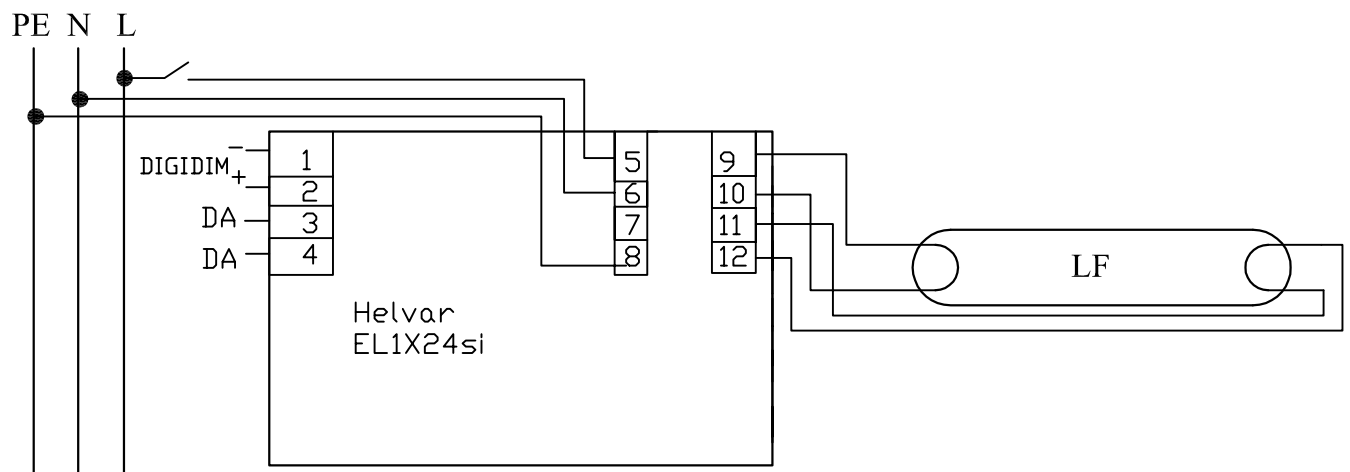 PE N L
DIGIDIM - +
DA
DA
1
2
3
4
5
6
7
8
9
10
11
12
Helvar
EL1X24si
LF